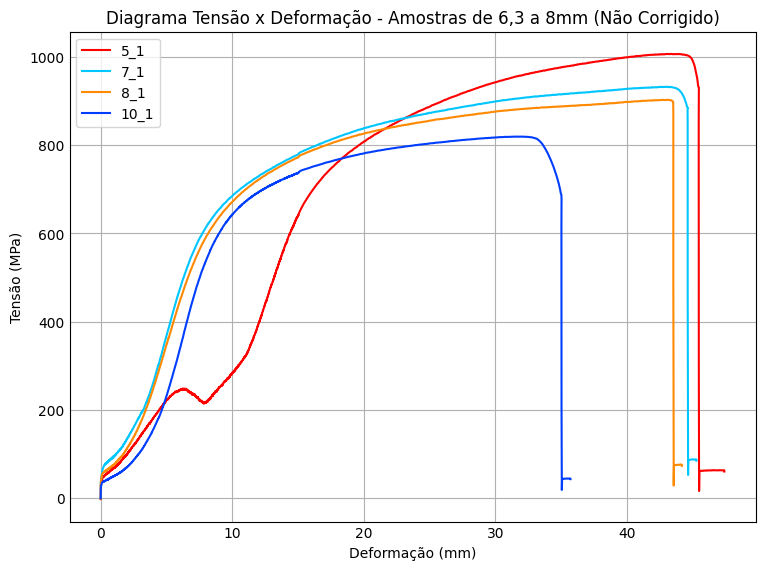 Diagrama Tensão x Deformação - Amostras de 6,3 a 8mm (Não Corrigido)
5_1
7_1
8_1
10_1
Tensão (MPa)
1000
800
600
400
200
0
0 10 20 30 40
Deformação (mm)